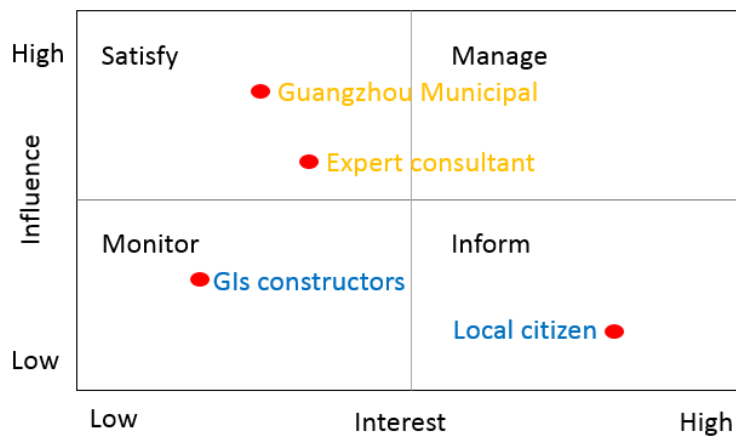 High
Satisfy
Manage
Guangzhou Municipal
Expert consultant
Influence
Monitor
Inform
GIs constructors
Local citizen
Low
Low
Interest
High